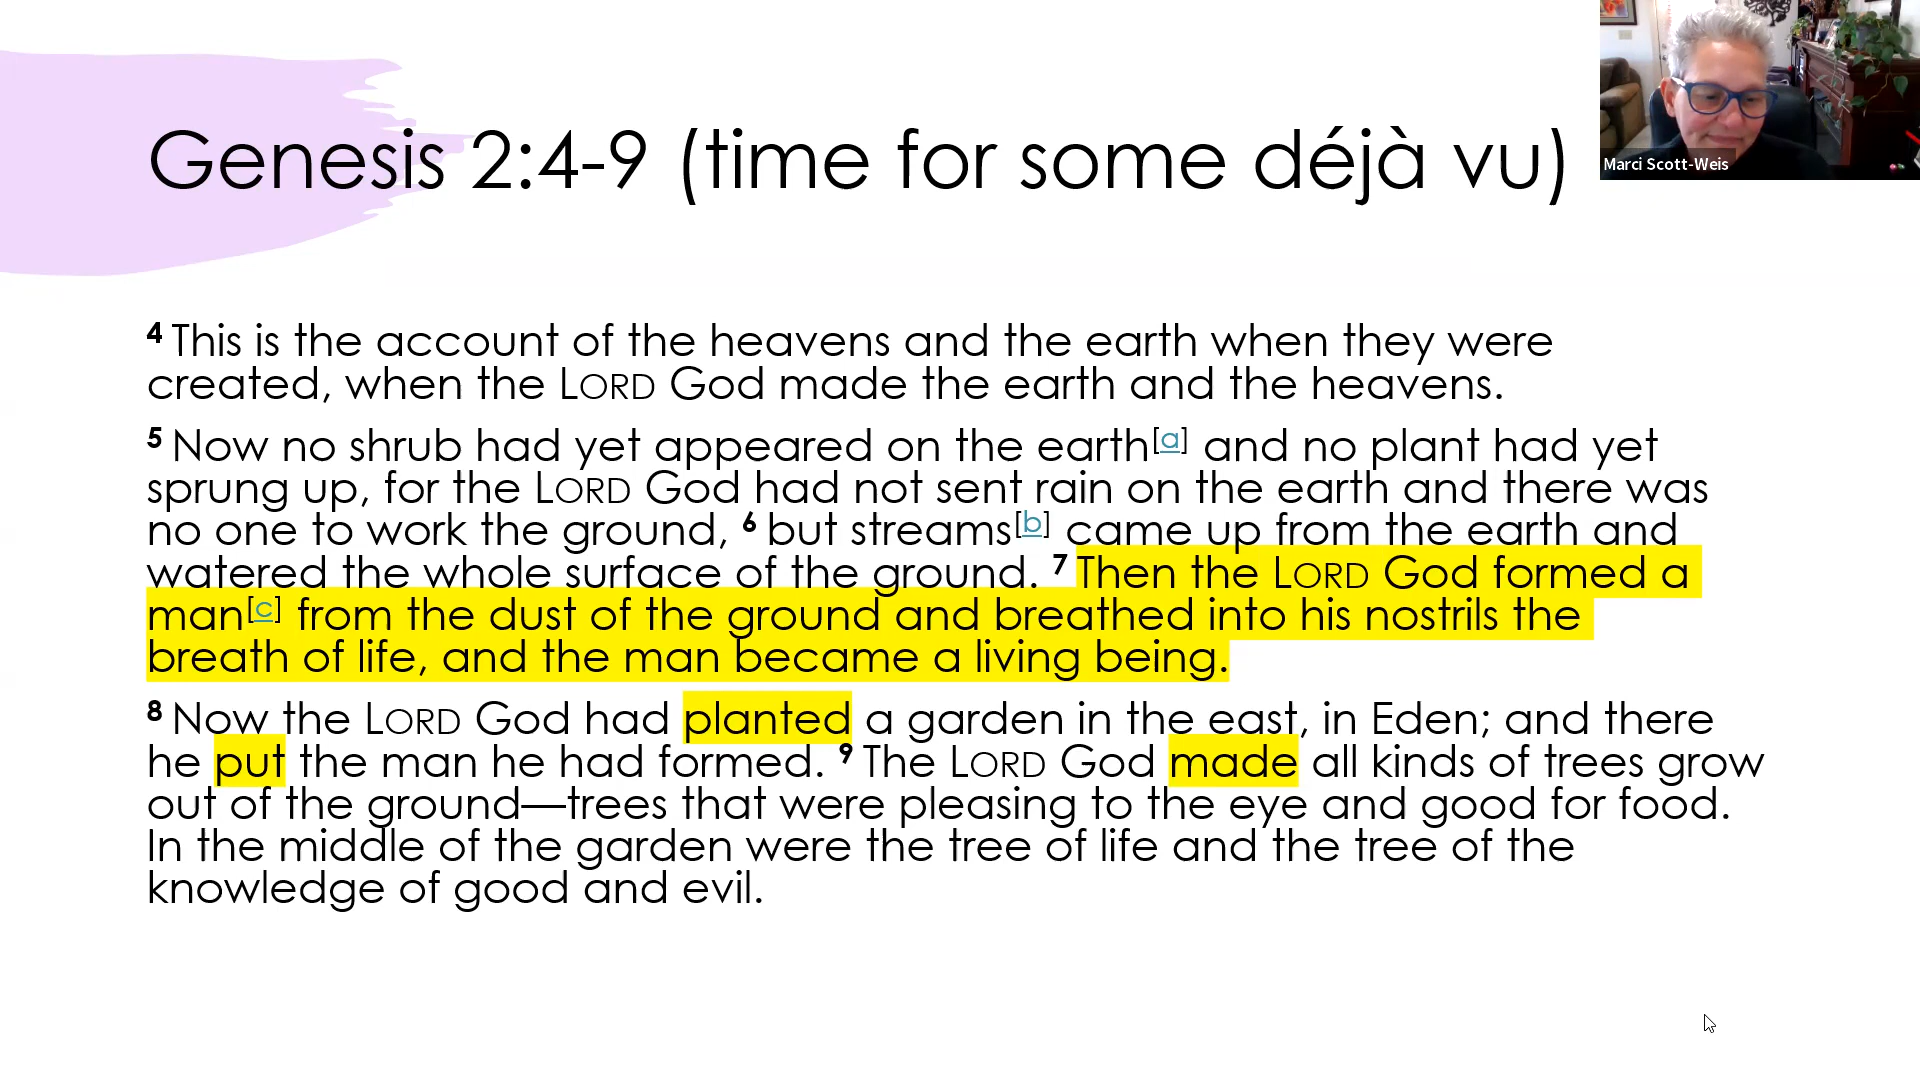 Genesis 2:4-9 (time for some déjà vu)
Marci Scott-Weis
4 This is the account of the heavens and the earth when they were
created, when the LORD God made the earth and the heavens.
5 Now no shrub had yet appeared on the earth[a] and no plant had yet
sprung up, for the LORD God had not sent rain on the earth and there was
no one to work the ground, 6 but streams[b] came up from the earth and
watered the whole surface of the ground. 7 Then the LORD God formed a
man[c] from the dust of the ground and breathed into his nostrils the
breath of life, and the man became a living being.
8 Now the LORD God had planted a garden in the east, in Eden; and there
he put the man he had formed. 9 The LORD God made all kinds of trees grow
out of the ground—trees that were pleasing to the eye and good for food.
In the middle of the garden were the tree of life and the tree of the
knowledge of good and evil.